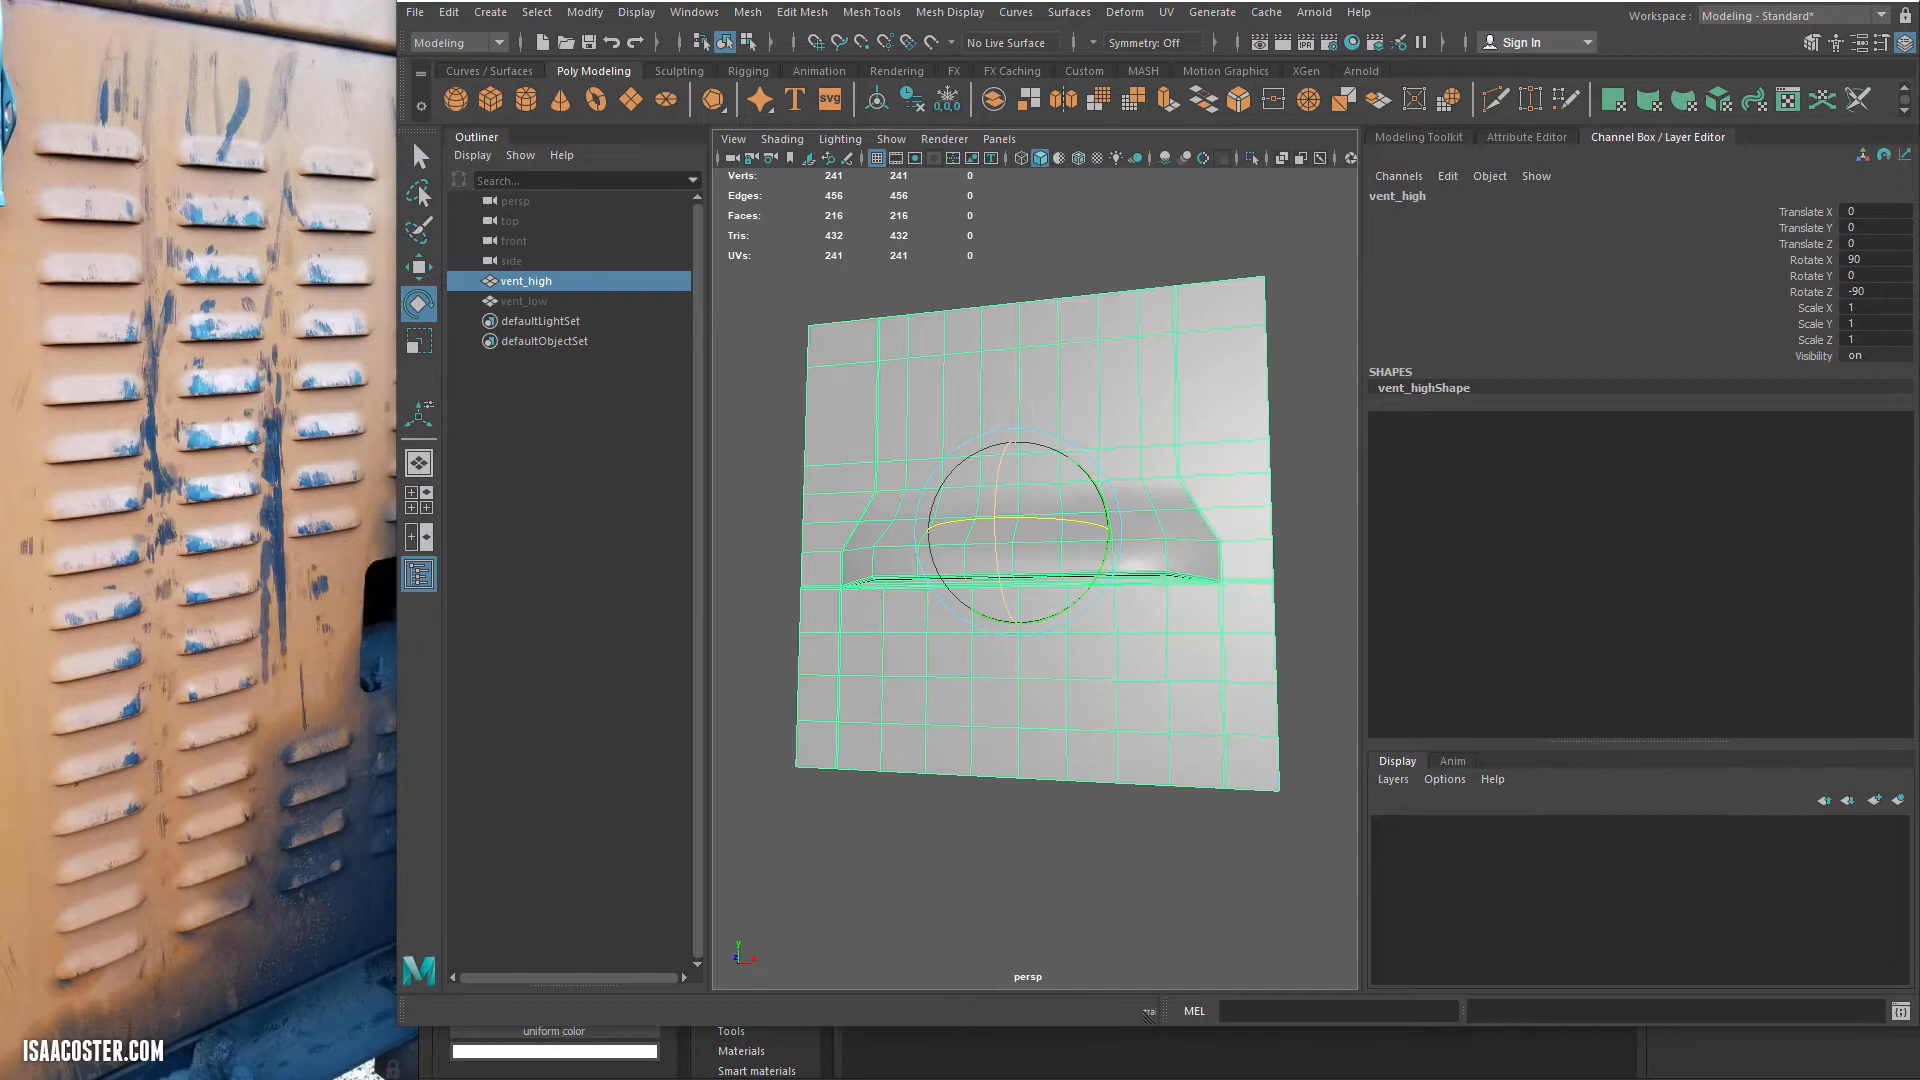 File Edit Create Select Modify Display Windows Mesh Edit Mesh Mesh Tools Mesh Display Curves Surfaces Deform UV Generate Cache Arnold Help
Workspace : Modeling - Standard*
Modeling
No Live Surface
Symmetry: Off
Sign In
Curves / Surfaces Poly Modeling Sculpting Rigging Animation Rendering FX FX Caching Custom MASH Motion Graphics XGen Arnold
T svg 0,0,0
Outliner
Display Show Help
Search...
persp
top
front
side
vent_high
vent_low
defaultLightSet
defaultObjectSet
View Shading Lighting Show Renderer Panels
Verts: 241 241 0
Edges: 456 456 0
Faces: 216 216 0
Tris: 432 432 0
UVs: 241 241 0
persp
Modeling Toolkit Attribute Editor Channel Box / Layer Editor
Channels Edit Object Show
vent_high
Translate X 0
Translate Y 0
Translate Z 0
Rotate X 90
Rotate Y 0
Rotate Z -90
Scale X 1
Scale Y 1
Scale Z 1
Visibility on
SHAPES
vent_highShape
Display Anim
Layers Options Help
MEL
uniform color
Tools
Materials
Smart materials
ISAACOSTER.COM